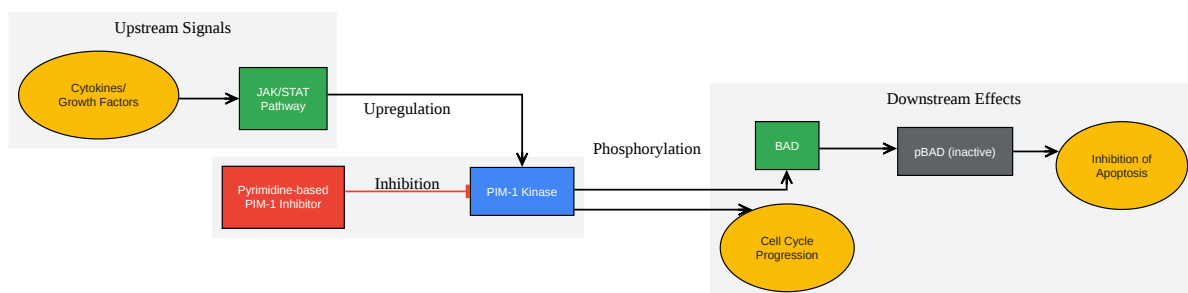 Upstream Signals
Cytokines/
Growth Factors
JAK/STAT
Pathway
Upregulation
Pyrimidine-based
PIM-1 Inhibitor
Inhibition
PIM-1 Kinase
Phosphorylation
Downstream Effects
BAD
pBAD (inactive)
Inhibition of
Apoptosis
Cell Cycle
Progression